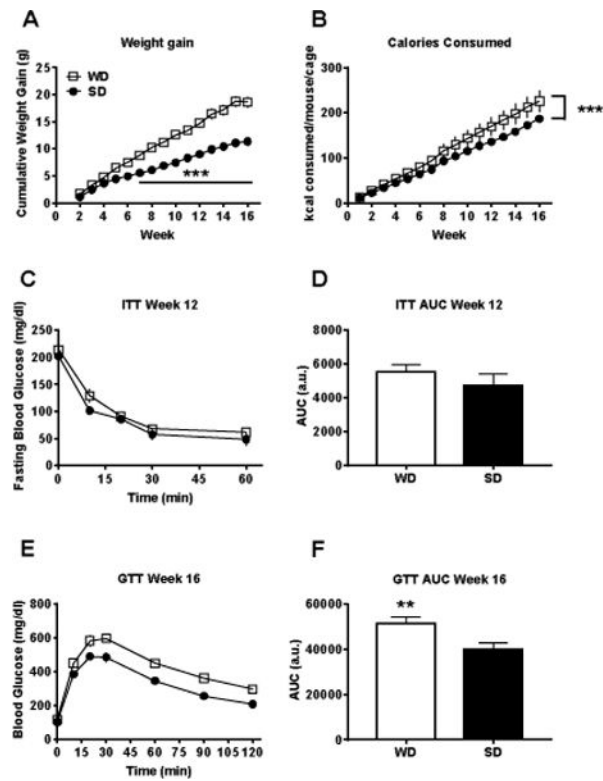 A
Weight gain
Cumulative Weight Gain (g)
25
20
15
10
5
0
WD
SD
***
0 2 4 6 8 10 12 14 16
Week
B
Calories Consumed
kcal consumed/mouse/cage
300
200
100
0
***
0 2 4 6 8 10 12 14 16
Week
C
ITT Week 12
Fasting Blood Glucose (mg/dl)
250
200
150
100
50
0
0 15 30 45 60
Time (min)
D
ITT AUC Week 12
AUC (a.u.)
8000
6000
4000
2000
0
WD SD
E
GTT Week 16
Blood Glucose (mg/dl)
800
600
400
200
0
0 15 30 45 60 75 90 105 120
Time (min)
F
GTT AUC Week 16
AUC (a.u.)
60000
40000
20000
0
**
WD SD